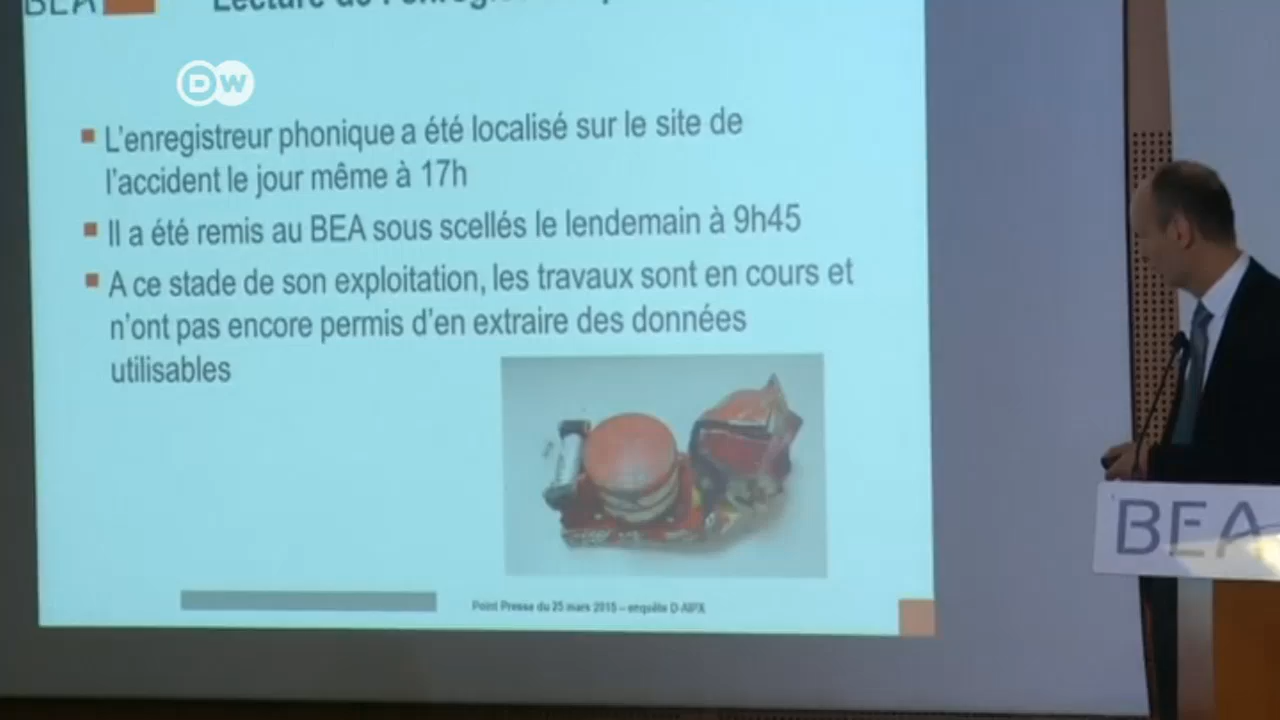 BEA
DW
L'enregistreur phonique a été localisé sur le site de
l'accident le jour même à 17h
Il a été remis au BEA sous scellés le lendemain à 9h45
A ce stade de son exploitation, les travaux sont en cours et
n'ont pas encore permis d'en extraire des données
utilisables
Point Presse du 25 mars 2015 – enquête D-AIPX
BEA